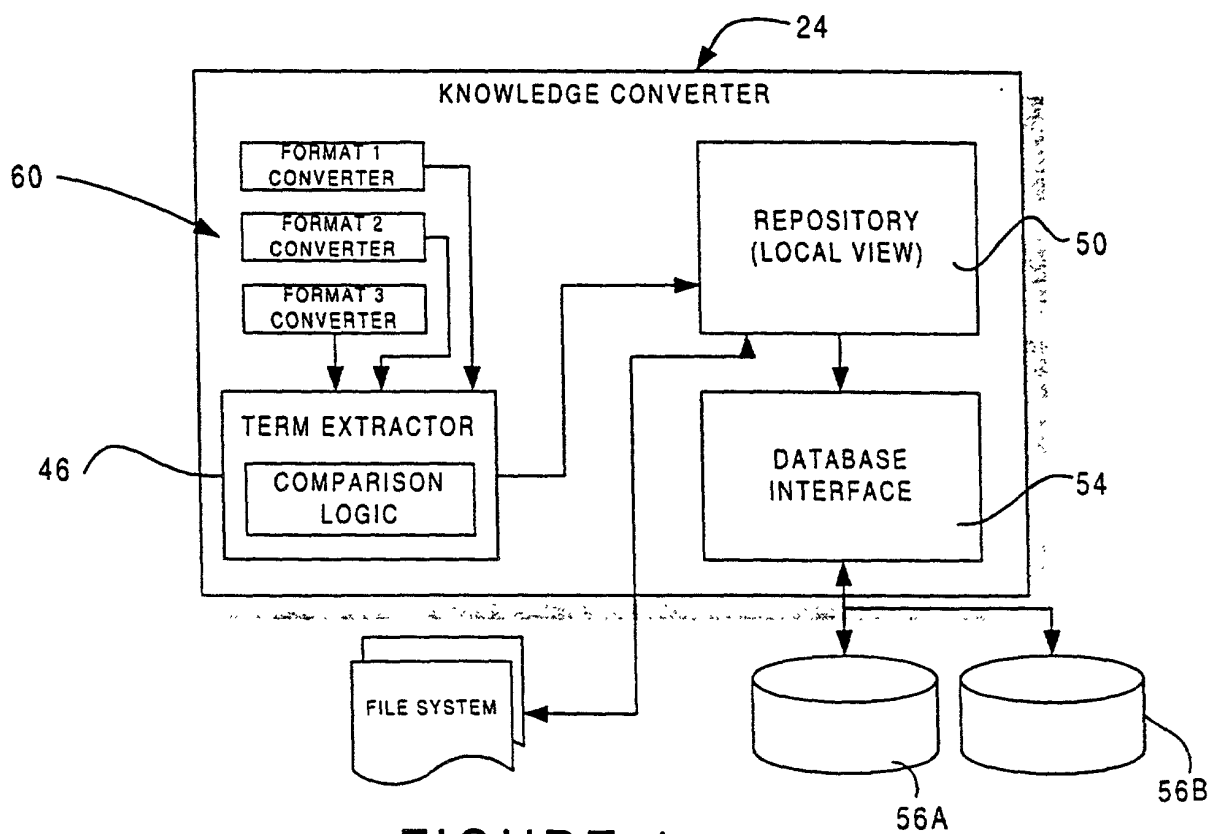 24
KNOWLEDGE CONVERTER
60
FORMAT 1
CONVERTER
FORMAT 2
CONVERTER
FORMAT 3
CONVERTER
REPOSITORY
(LOCAL VIEW)
50
TERM EXTRACTOR
46
COMPARISON
LOGIC
DATABASE
INTERFACE
54
FILE SYSTEM
56A
56B